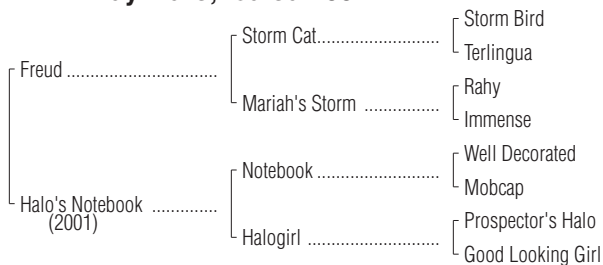 Storm Bird
Storm Cat..............................
Terlingua
Freud .....................................
Rahy
Mariah's Storm ..................
Immense
Well Decorated
Notebook ..............................
Mobcap
Halo's Notebook ................
(2001)
Prospector's Halo
Halogirl ................................
Good Looking Girl